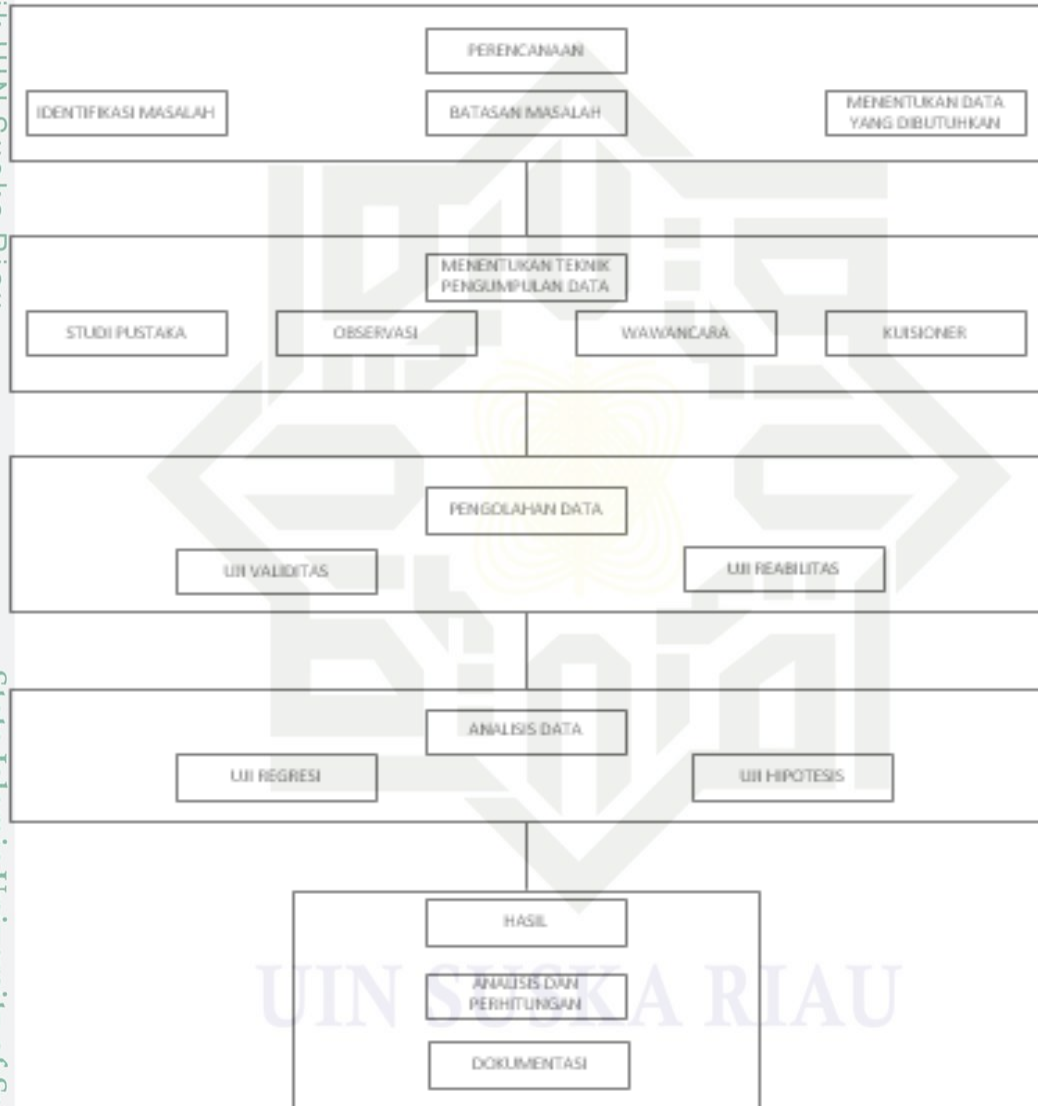 PERENCANAAN
IDENTIFIKASI MASALAH
BATASAN MASALAH
MENENTUKAN DATA
YANG DIBUTUHKAN
MENENTUKAN TEKNIK
PENGUMPULAN DATA
STUDI PUSTAKA
OBSERVASI
WAWANCARA
KUISIONER
PENGOLAHAN DATA
UJI VALIDITAS
UJI REABILITAS
ANALISIS DATA
UJI REGRESI
UJI HIPOTESIS
HASIL
ANALISIS DAN
PERHITUNGAN
DOKUMENTASI
UIN SUSKA RIAU